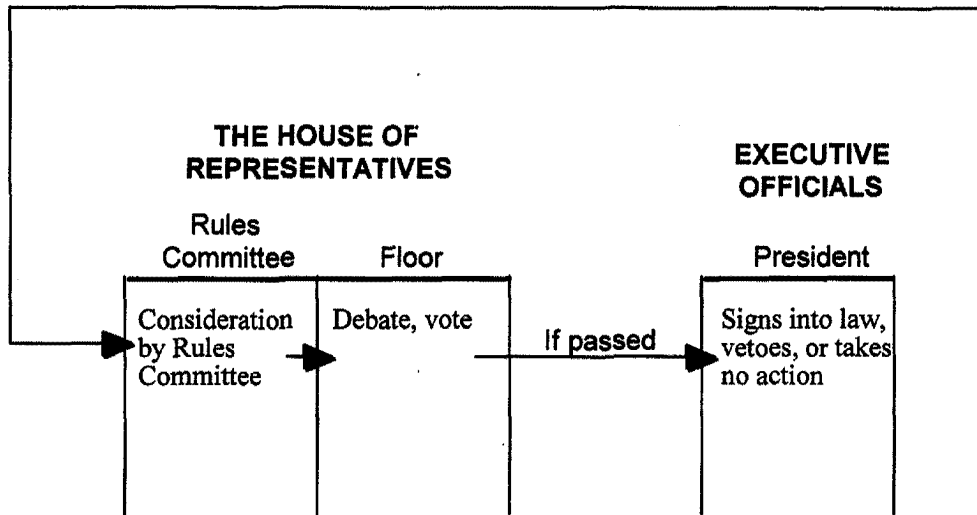 THE HOUSE OF
REPRESENTATIVES
EXECUTIVE
OFFICIALS
Rules
Committee
Floor
President
Consideration
by Rules
Committee
Debate, vote
If passed
Signs into law,
vetoes, or takes
no action